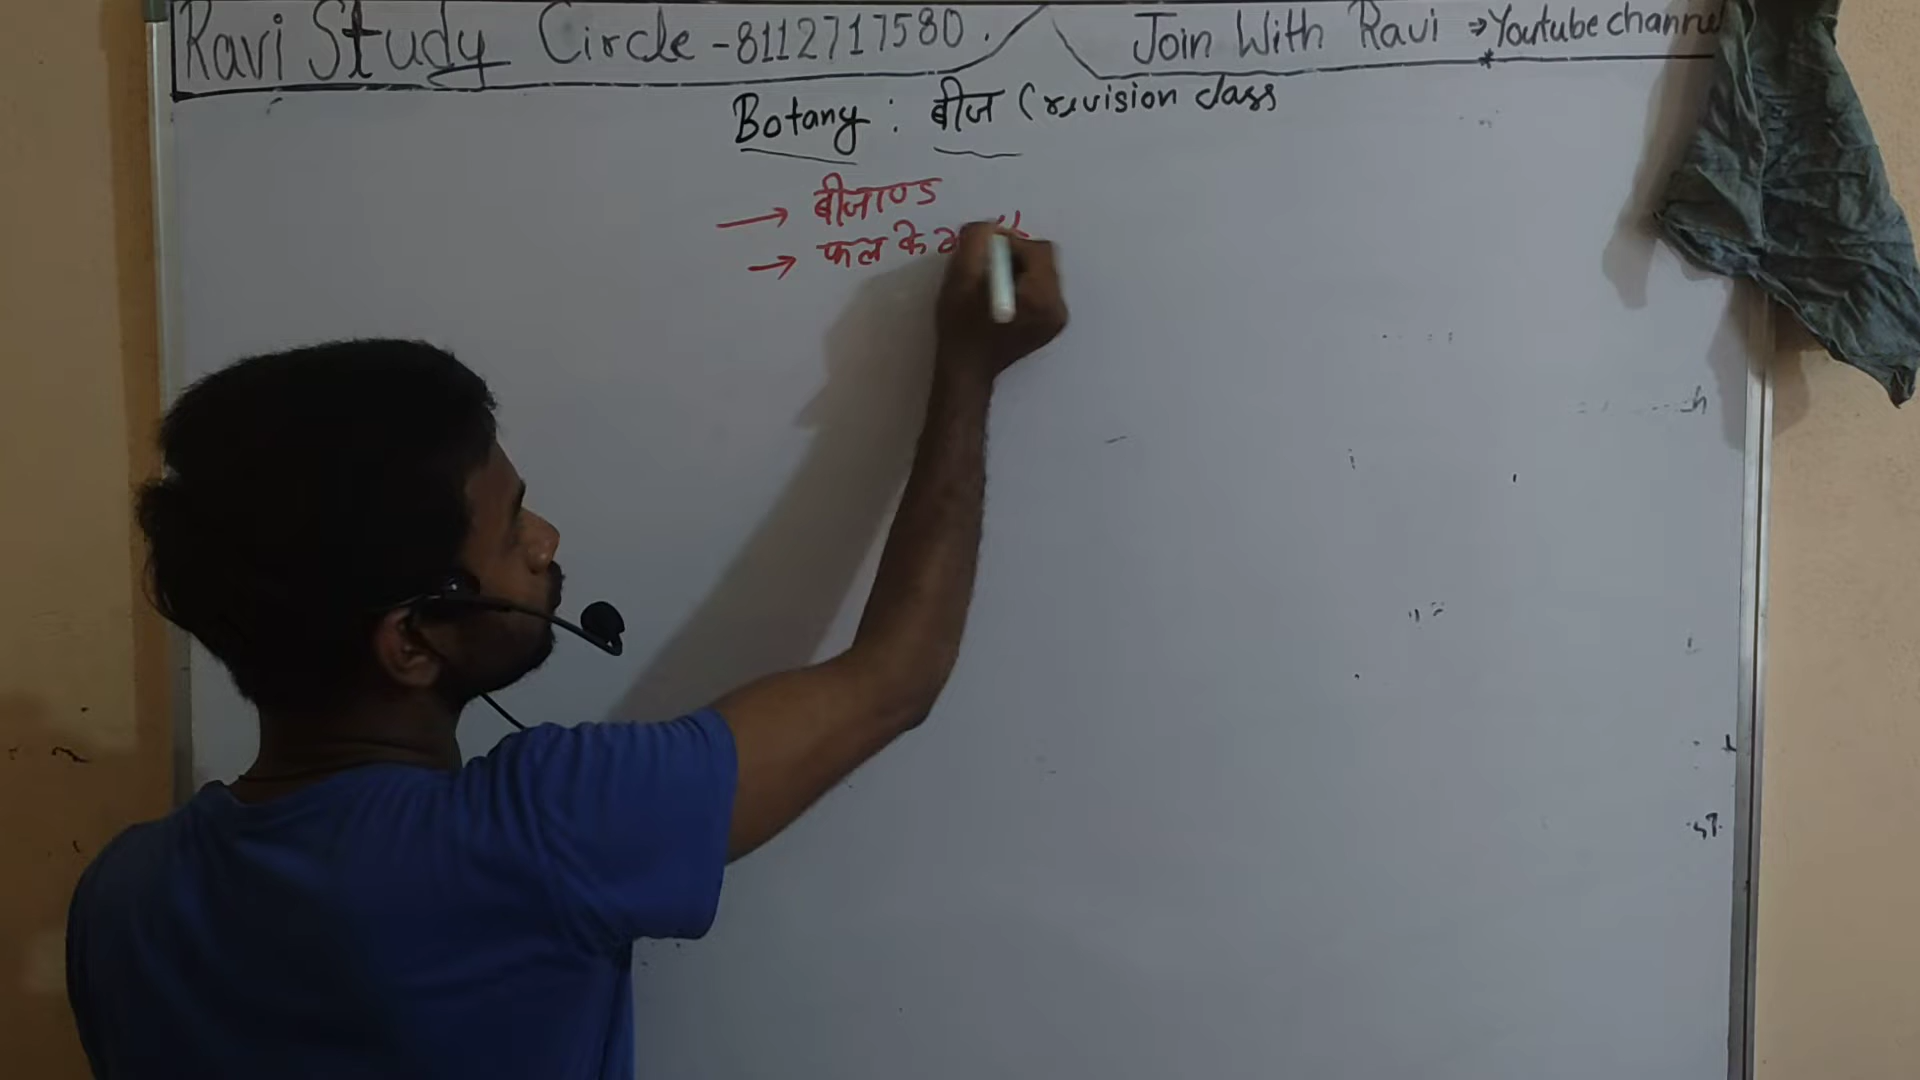 Ravi Study Circle - 8112717580.
Join With Ravi ⇒ Youtube channel
Botany : बीज (revision class
→ बीजाण्ड
→ फल के